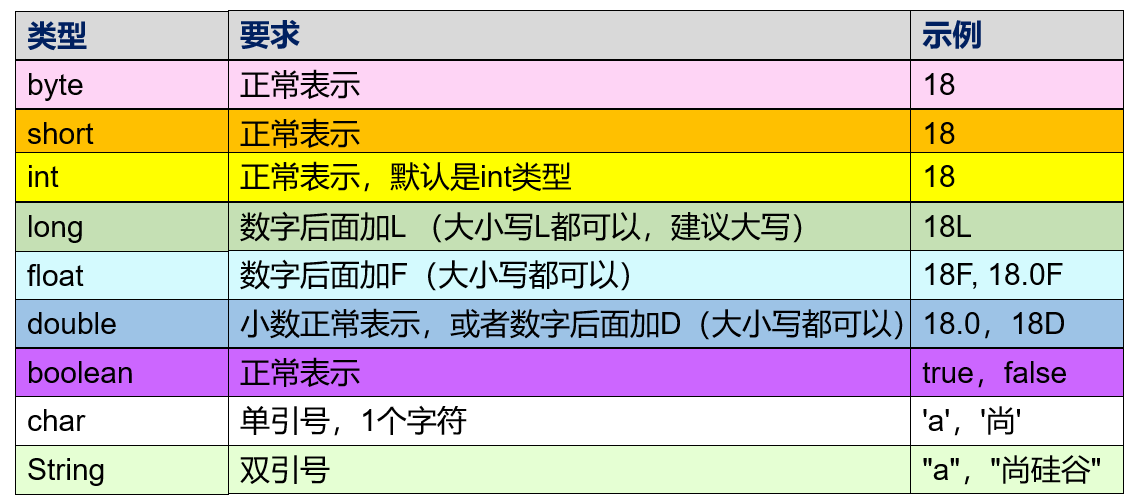 类型 要求 示例
byte 正常表示 18
short 正常表示 18
int 正常表示，默认是int类型 18
long 数字后面加L （大小写L都可以，建议大写） 18L
float 数字后面加F（大小写都可以） 18F, 18.0F
double 小数正常表示，或者数字后面加D（大小写都可以） 18.0，18D
boolean 正常表示 true，false
char 单引号，1个字符 'a'，'尚'
String 双引号 "a"，"尚硅谷"